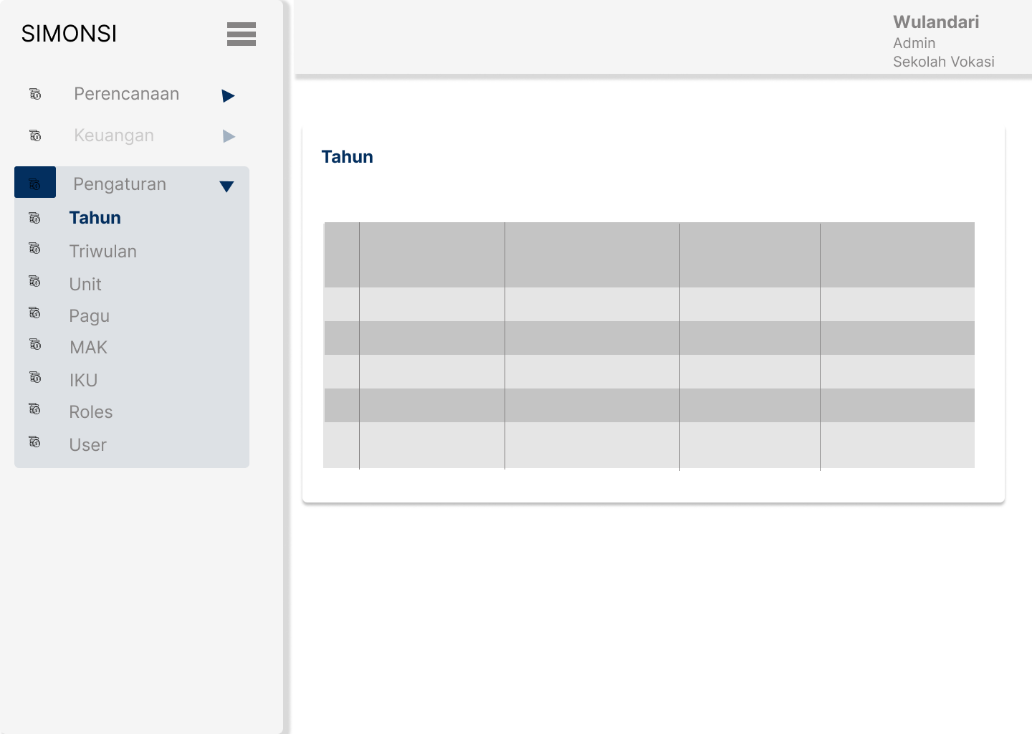 SIMONSI
Wulandari
Admin
Sekolah Vokasi
Perencanaan
Keuangan
Pengaturan
Tahun
Triwulan
Unit
Pagu
MAK
IKU
Roles
User
Tahun